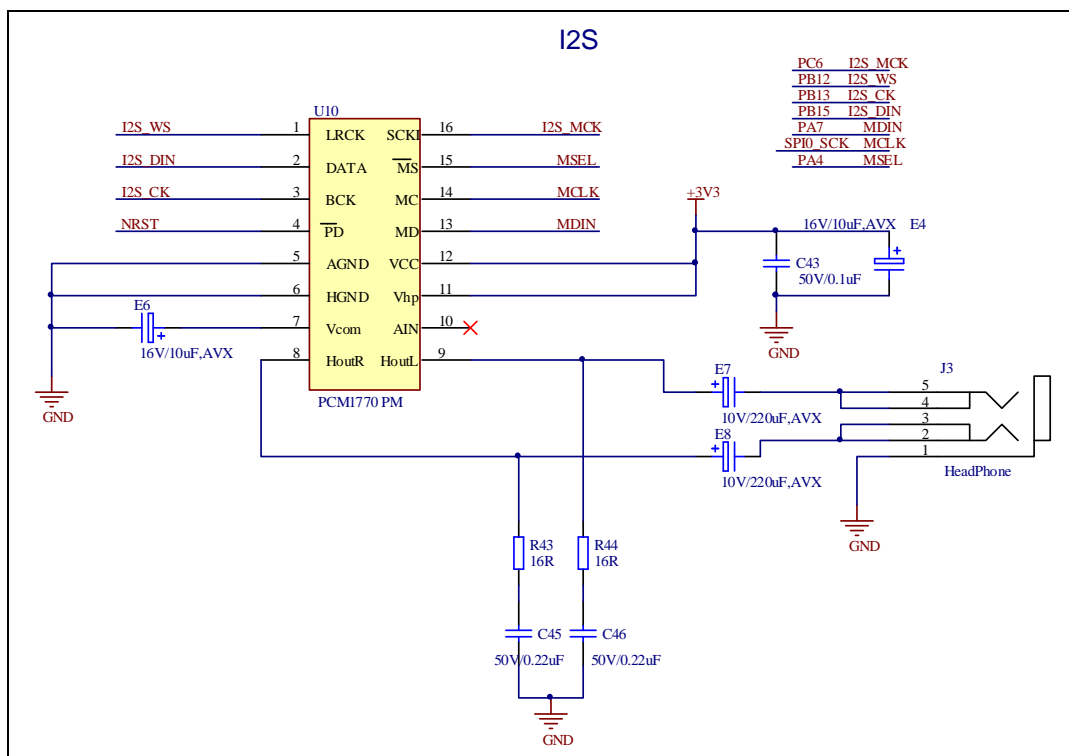 I2S
PC6 I2S_MCK
PB12 I2S_WS
PB13 I2S_CK
PB15 I2S_DIN
PA7 MDIN
SPI0_SCK MCLK
PA4 MSEL
U10
I2S_WS 1 LRCK SCKI 16 I2S_MCK
I2S_DIN 2 DATA MS 15 MSEL
I2S_CK 3 BCK MC 14 MCLK
NRST 4 PD MD 13 MDIN
5 AGND VCC 12
6 HGND Vhp 11
7 Vcom AIN 10
8 HoutR HoutL 9
PCM1770 PM
E6
16V/10uF,AVX
GND
+3V3
16V/10uF,AVX E4
C43
50V/0.1uF
GND
E7
10V/220uF,AVX
E8
10V/220uF,AVX
J3
5
4
3
2
1
HeadPhone
GND
R43
16R
R44
16R
C45
50V/0.22uF
C46
50V/0.22uF
GND